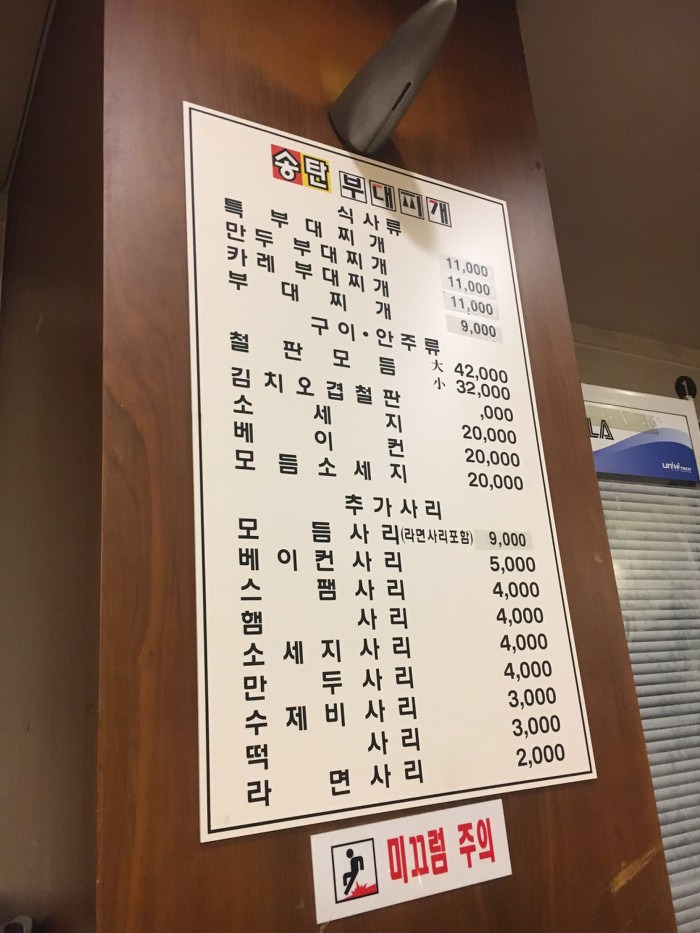 송탄 부대찌개
식사류
특부대찌개 11,000
만두부대찌개 11,000
카레부대찌개 11,000
부대찌개 9,000
구이·안주류
철판모듬 大 42,000
小 32,000
김치오겹철판 ,000
소세지 20,000
베이컨 20,000
모듬소세지 20,000
추가사리
모듬사리(라면사리포함) 9,000
베이컨사리 5,000
스팸사리 4,000
햄사리 4,000
소세지사리 4,000
만두사리 4,000
수제비사리 3,000
떡사리 3,000
라면사리 2,000
미끄럼 주의
1
LA